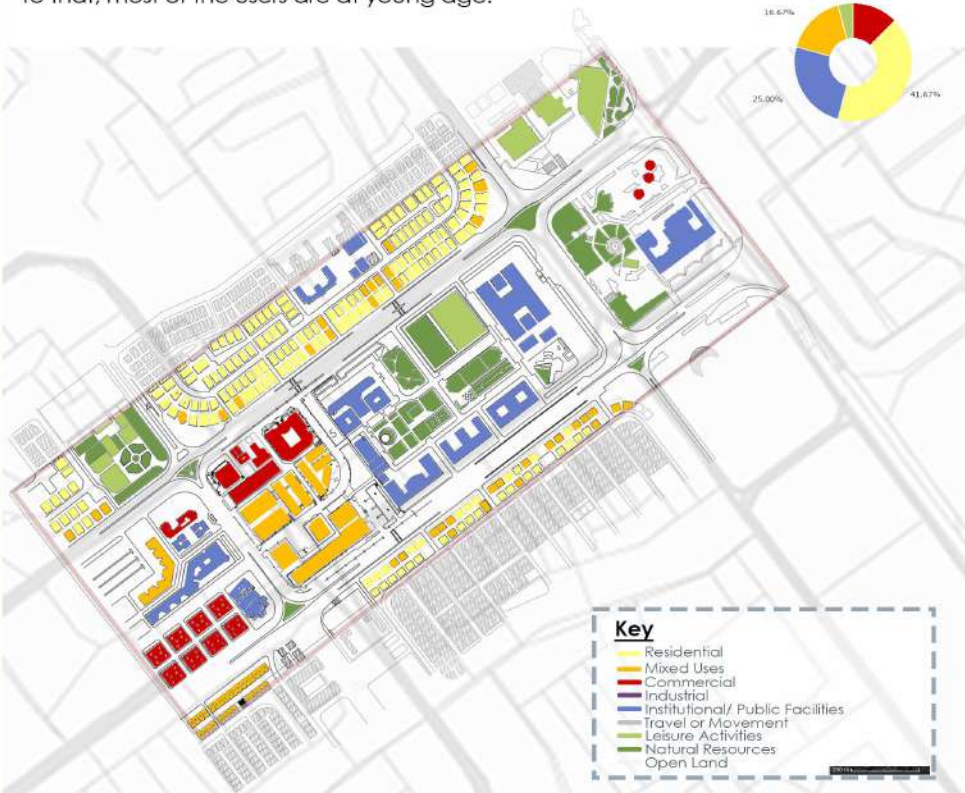 to that, most of the users are at young age.
16.67%
25.00%
41.67%
Key
Residential
Mixed Uses
Commercial
Industrial
Institutional/ Public Facilities
Travel or Movement
Leisure Activities
Natural Resources
Open Land